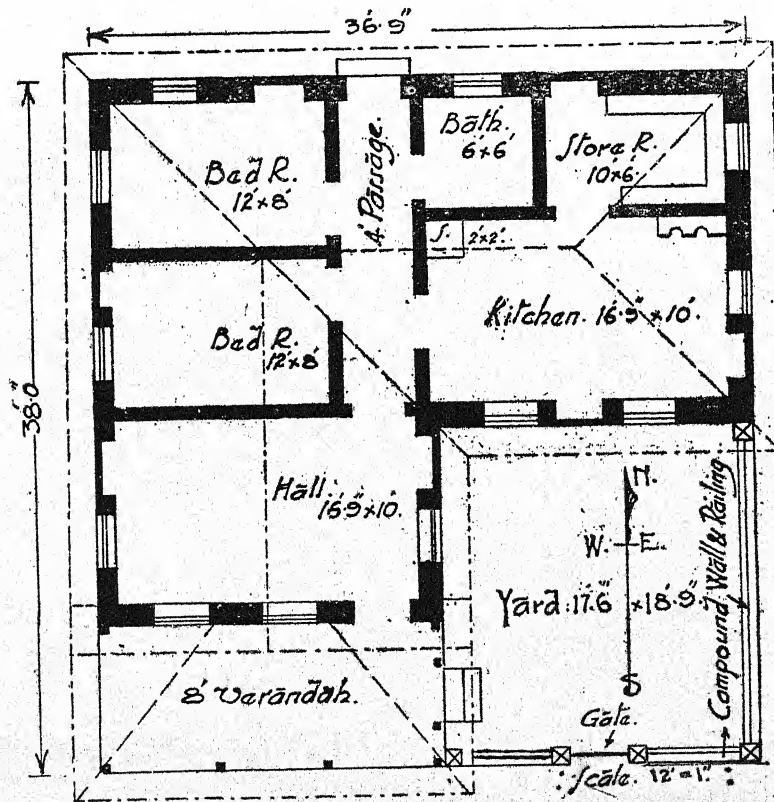 36'·9"
Bed R.
12'×8'
4' Passage.
Bath.
6'×6'
Store R.
10'×6'
S. 2'×2'.
Kitchen. 16'·9"×10'.
Bed R.
12'×8'
38'·0"
Hall.
16'·9"×10'.
N.
W. E.
S
Yard. 17'.6" ×18'·9"
Compound Wall & Railing
8' Verandah.
Gate.
Scale. 12'=1".